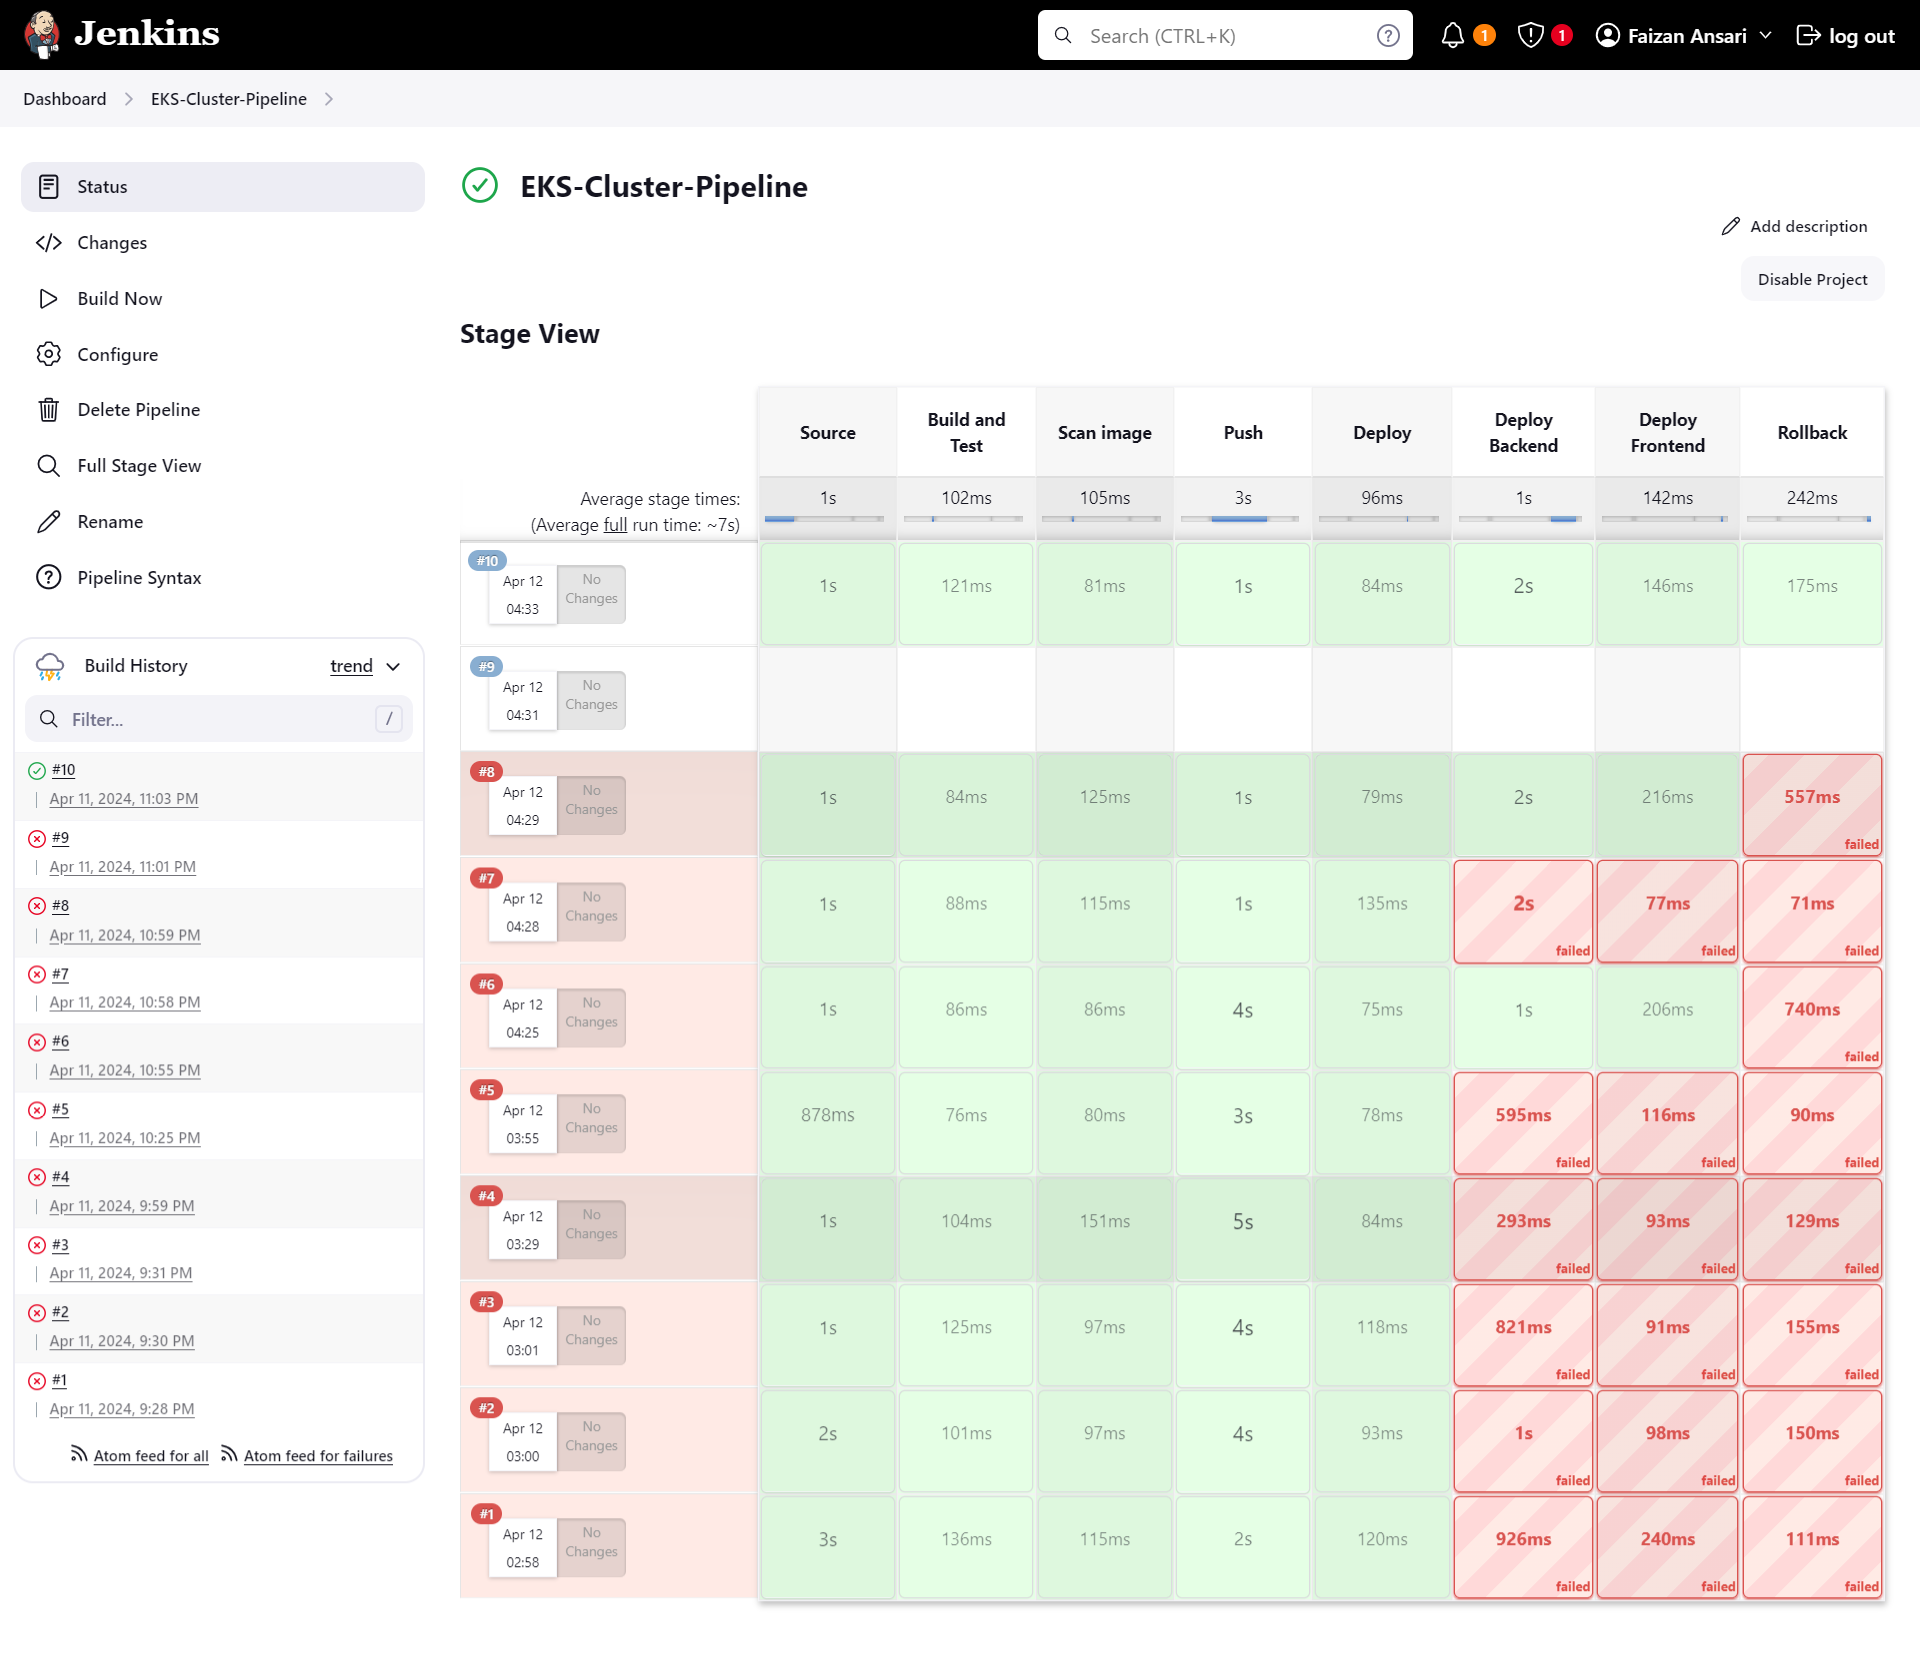 Jenkins
Search (CTRL+K)
?
1
1
Faizan Ansari
log out
Dashboard
EKS-Cluster-Pipeline
Status
Changes
Build Now
Configure
Delete Pipeline
Full Stage View
Rename
Pipeline Syntax
Build History
trend
Filter...
/
#10
Apr 11, 2024, 11:03 PM
#9
Apr 11, 2024, 11:01 PM
#8
Apr 11, 2024, 10:59 PM
#7
Apr 11, 2024, 10:58 PM
#6
Apr 11, 2024, 10:55 PM
#5
Apr 11, 2024, 10:25 PM
#4
Apr 11, 2024, 9:59 PM
#3
Apr 11, 2024, 9:31 PM
#2
Apr 11, 2024, 9:30 PM
#1
Apr 11, 2024, 9:28 PM
Atom feed for all
Atom feed for failures
EKS-Cluster-Pipeline
Add description
Disable Project
Stage View
Source
Build and
Test
Scan image
Push
Deploy
Deploy
Backend
Deploy
Frontend
Rollback
Average stage times:
(Average full run time: ~7s)
1s 102ms 105ms 3s 96ms 1s 142ms 242ms
#10
Apr 12
04:33
No
Changes
1s 121ms 81ms 1s 84ms 2s 146ms 175ms
#9
Apr 12
04:31
No
Changes
#8
Apr 12
04:29
No
Changes
1s 84ms 125ms 1s 79ms 2s 216ms 557ms
failed
#7
Apr 12
04:28
No
Changes
1s 88ms 115ms 1s 135ms 2s 77ms 71ms
failed failed failed
#6
Apr 12
04:25
No
Changes
1s 86ms 86ms 4s 75ms 1s 206ms 740ms
failed
#5
Apr 12
03:55
No
Changes
878ms 76ms 80ms 3s 78ms 595ms 116ms 90ms
failed failed failed
#4
Apr 12
03:29
No
Changes
1s 104ms 151ms 5s 84ms 293ms 93ms 129ms
failed failed failed
#3
Apr 12
03:01
No
Changes
1s 125ms 97ms 4s 118ms 821ms 91ms 155ms
failed failed failed
#2
Apr 12
03:00
No
Changes
2s 101ms 97ms 4s 93ms 1s 98ms 150ms
failed failed failed
#1
Apr 12
02:58
No
Changes
3s 136ms 115ms 2s 120ms 926ms 240ms 111ms
failed failed failed